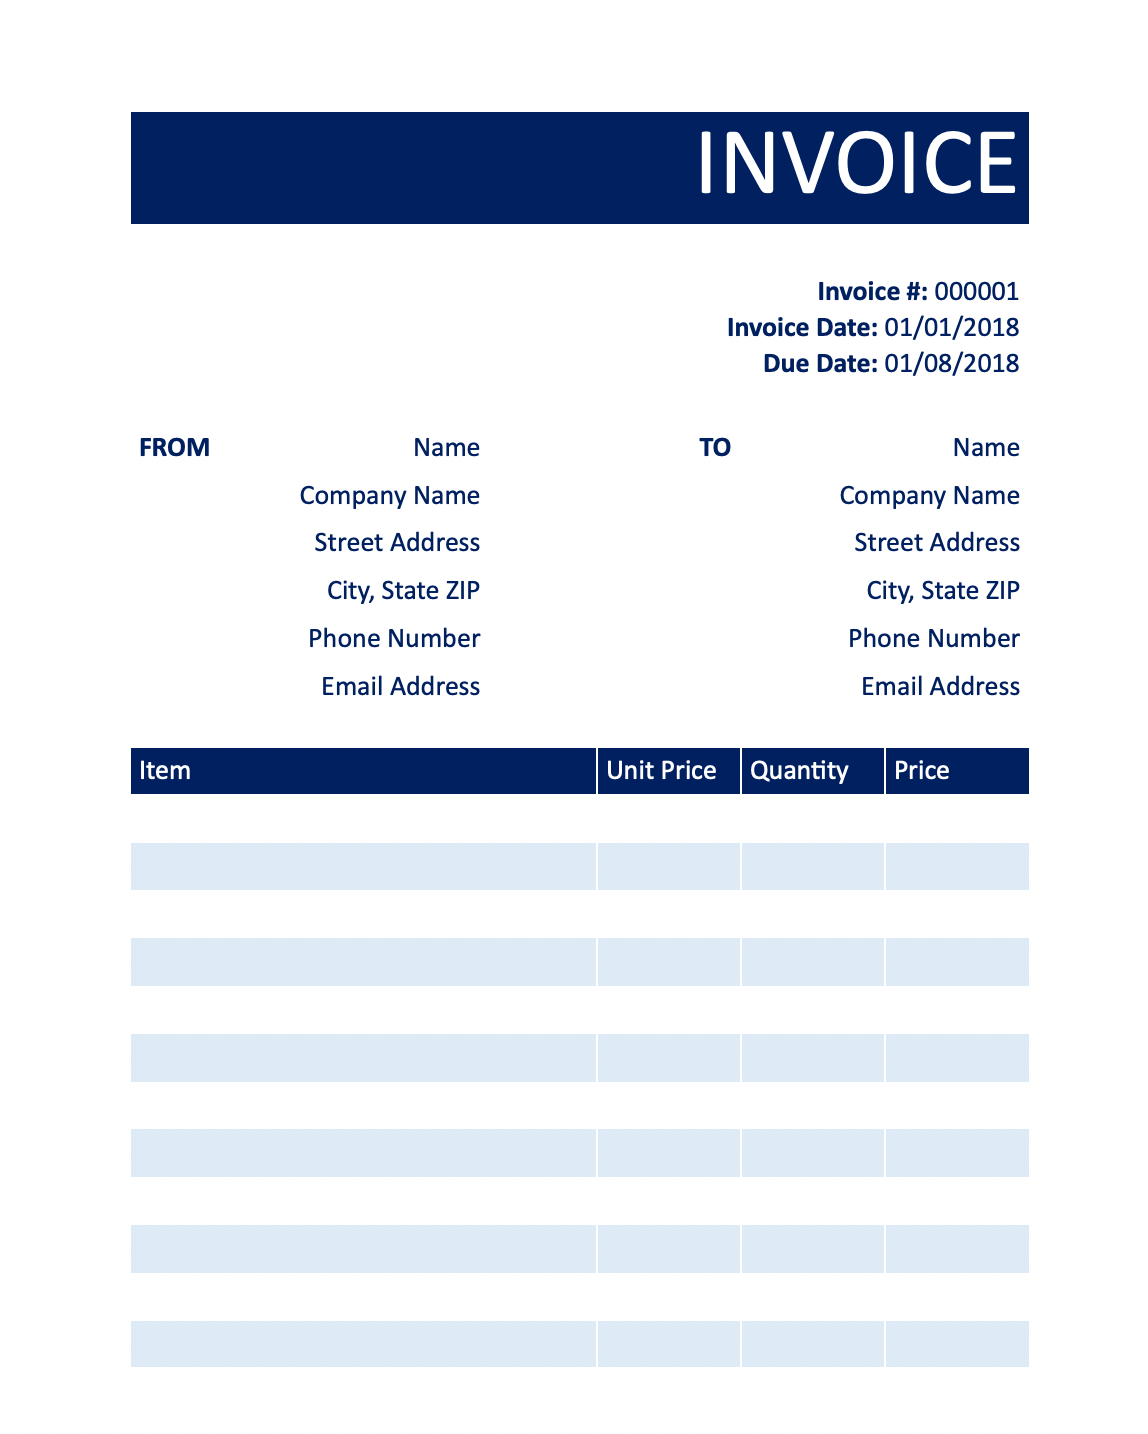 INVOICE
Invoice #: 000001
Invoice Date: 01/01/2018
Due Date: 01/08/2018
FROM Name
Company Name
Street Address
City, State ZIP
Phone Number
Email Address
TO Name
Company Name
Street Address
City, State ZIP
Phone Number
Email Address
Item Unit Price Quantity Price